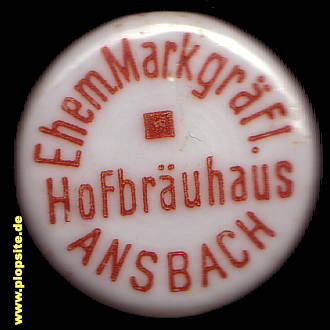 Ehem. Markgräfl.
Hofbräuhaus
ANSBACH
© www.plopsite.de